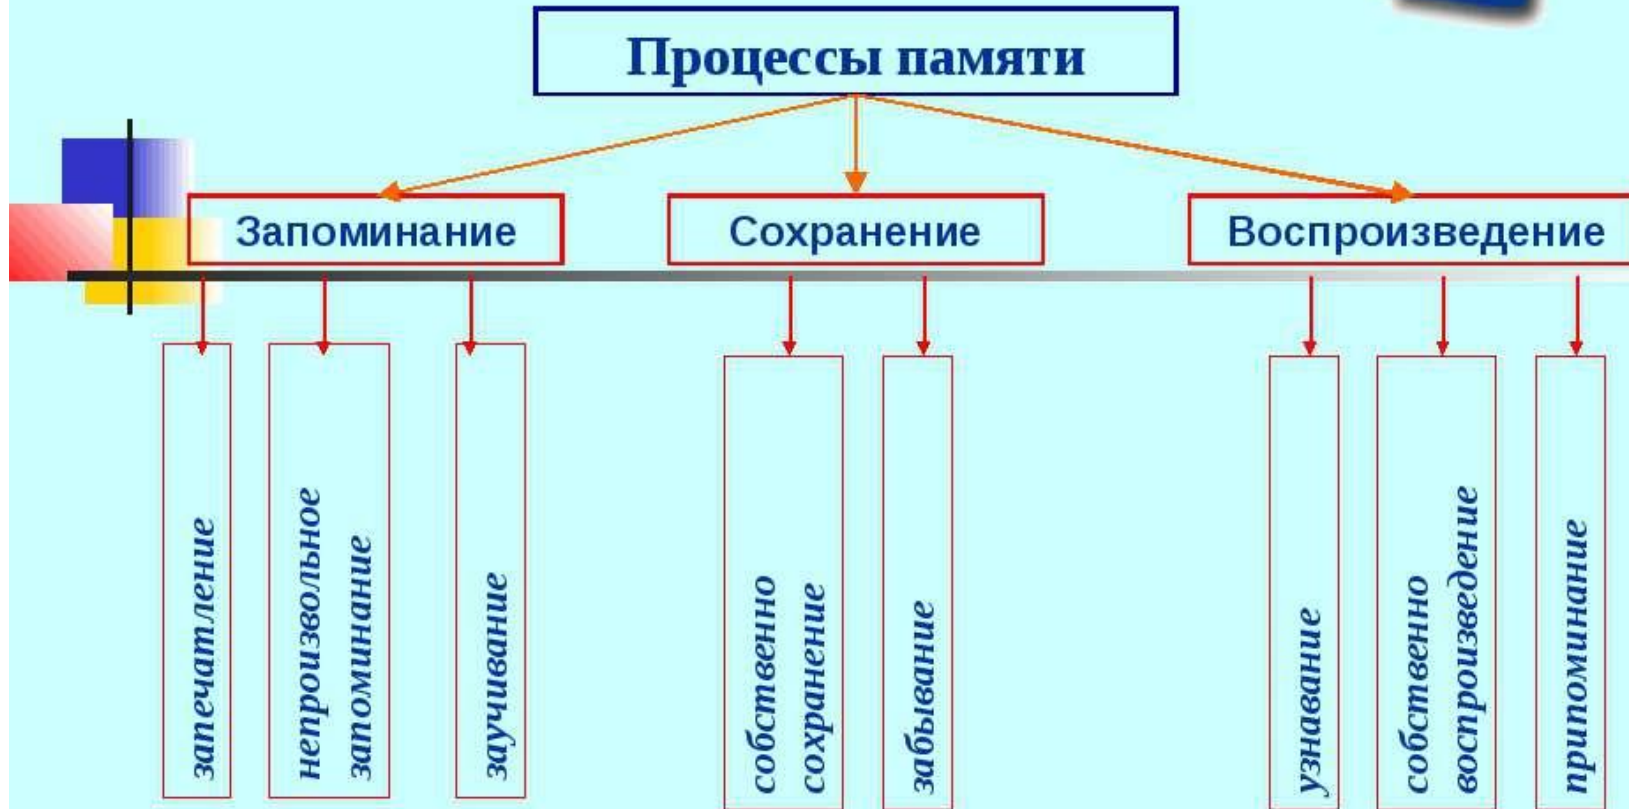 Процессы памяти
Запоминание
Сохранение
Воспроизведение
запечатление
непроизвольное
запоминание
заучивание
собственно
сохранение
забывание
узнавание
собственно
воспроизведение
припоминание